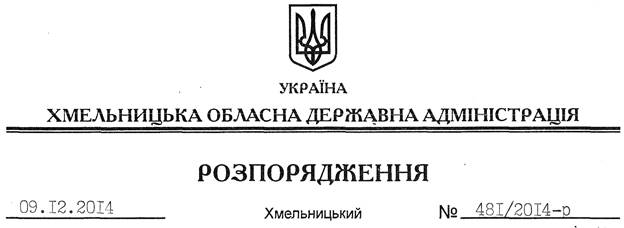 УКРАЇНА
ХМЕЛЬНИЦЬКА ОБЛАСНА ДЕРЖАВНА АДМІНІСТРАЦІЯ
РОЗПОРЯДЖЕННЯ
09.12.2014 Хмельницький № 481/2014-р